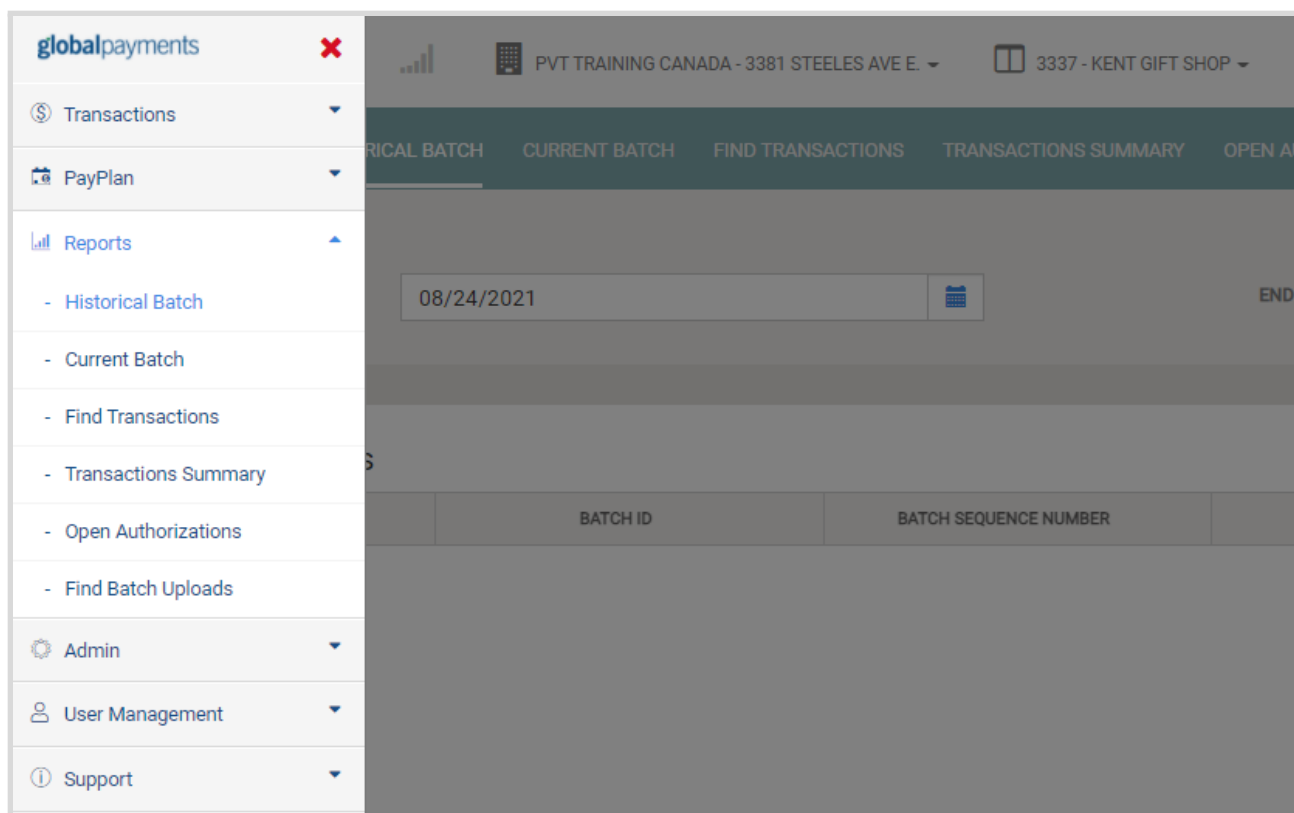 globalpayments
PVT TRAINING CANADA - 3381 STEELES AVE E.
3337 - KENT GIFT SHOP
Transactions
PayPlan
Reports
- Historical Batch
- Current Batch
- Find Transactions
- Transactions Summary
- Open Authorizations
- Find Batch Uploads
Admin
User Management
Support
RICAL BATCH
CURRENT BATCH
FIND TRANSACTIONS
TRANSACTIONS SUMMARY
OPEN A
08/24/2021
END
S
BATCH ID
BATCH SEQUENCE NUMBER